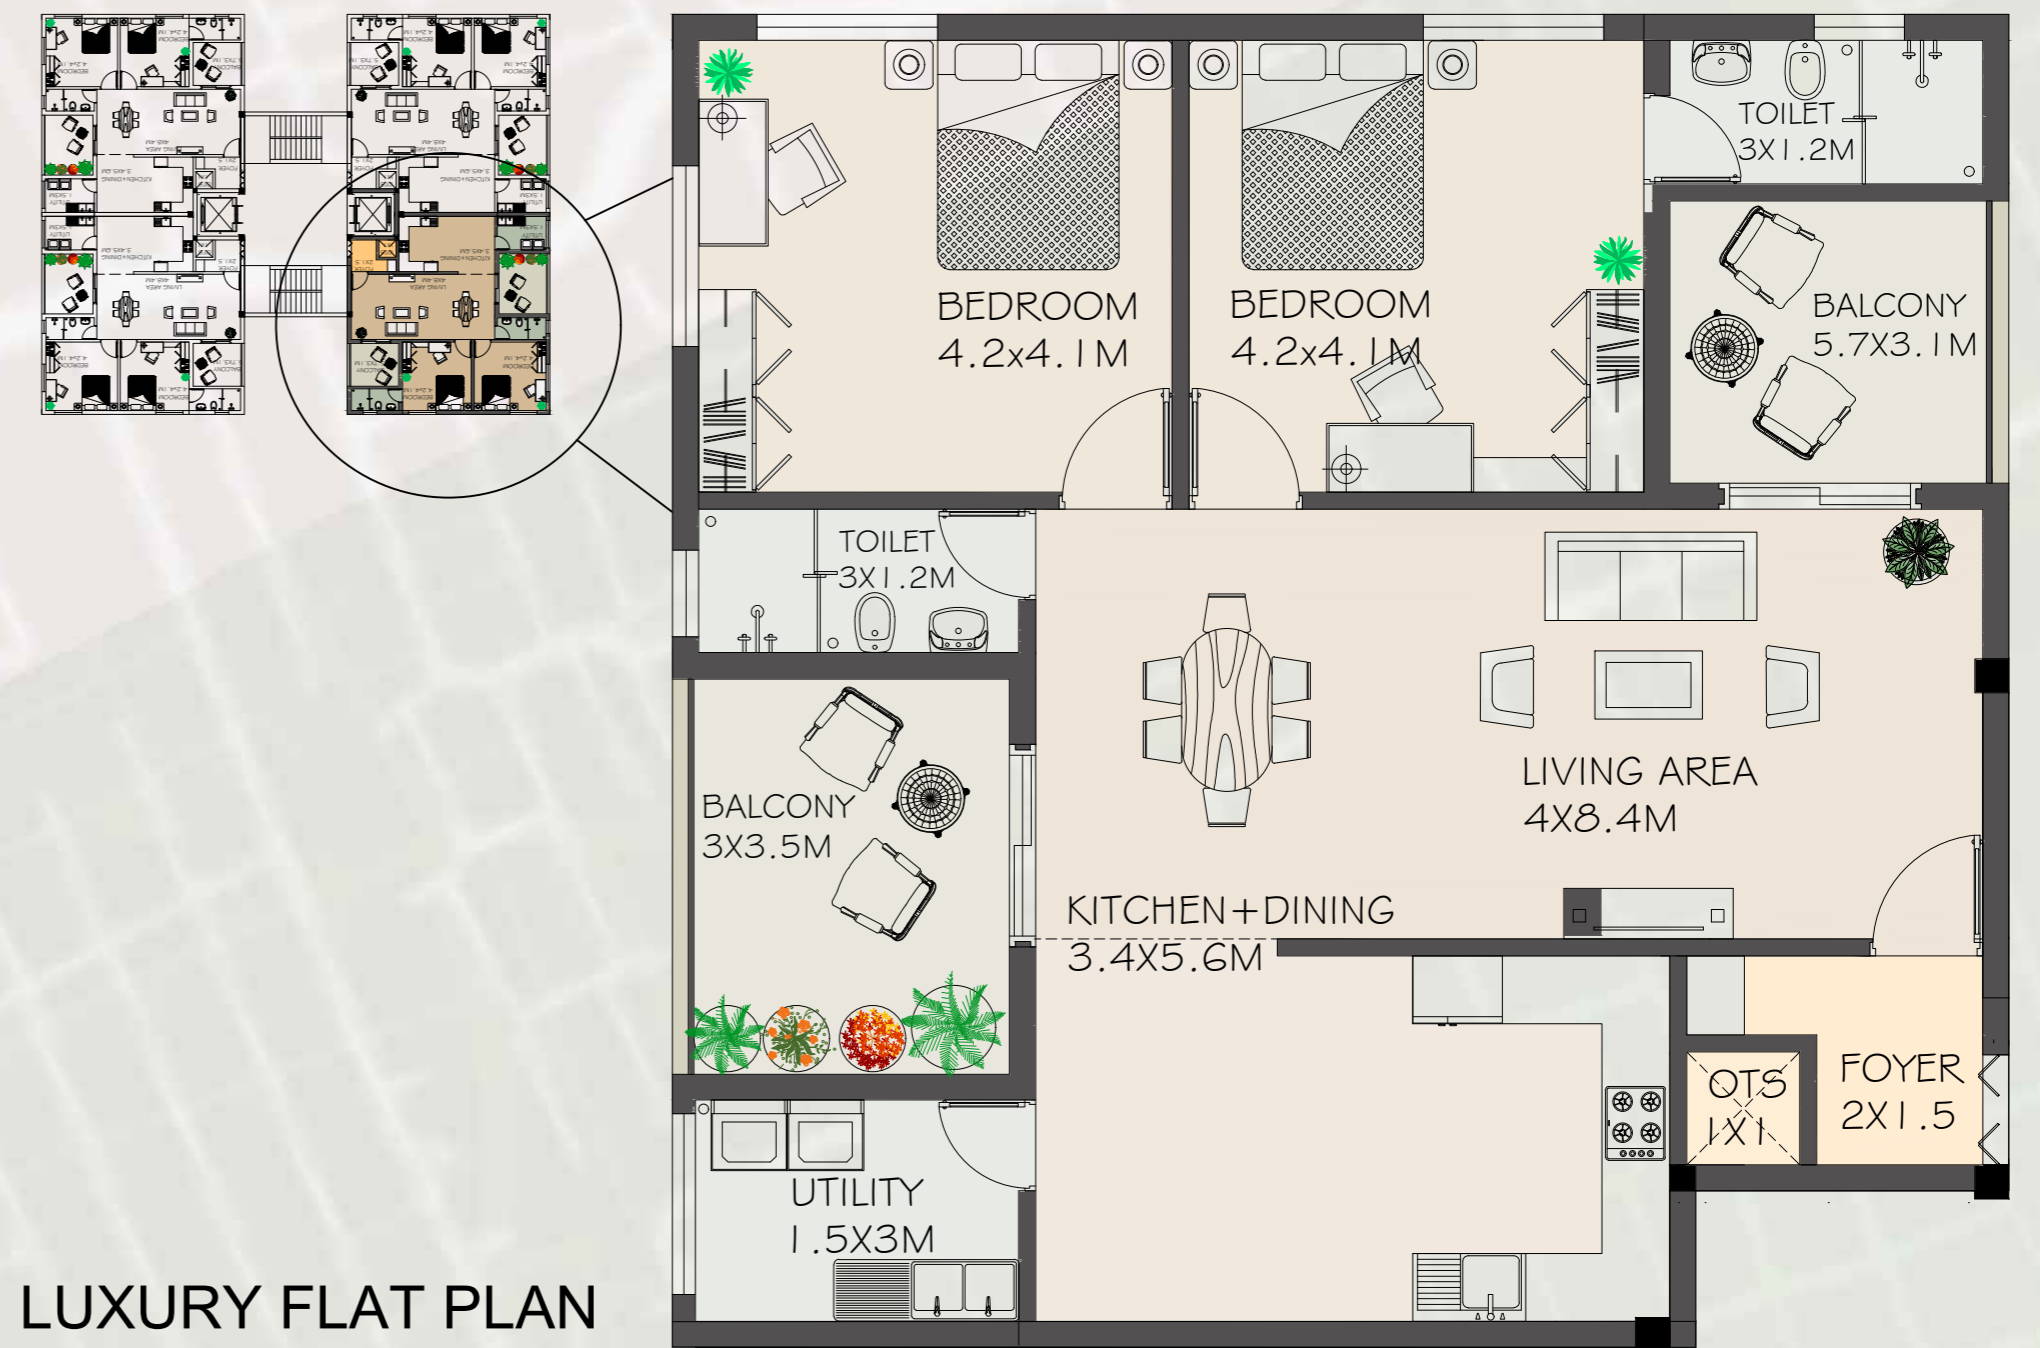 BEDROOM
4.2x4.1M
BEDROOM
4.2x4.1M
TOILET
3X1.2M
BALCONY
5.7X3.1M
TOILET
3X1.2M
LIVING AREA
4X8.4M
BALCONY
3X3.5M
KITCHEN+DINING
3.4X5.6M
OTS
1X1
FOYER
2X1.5
UTILITY
1.5X3M
LUXURY FLAT PLAN